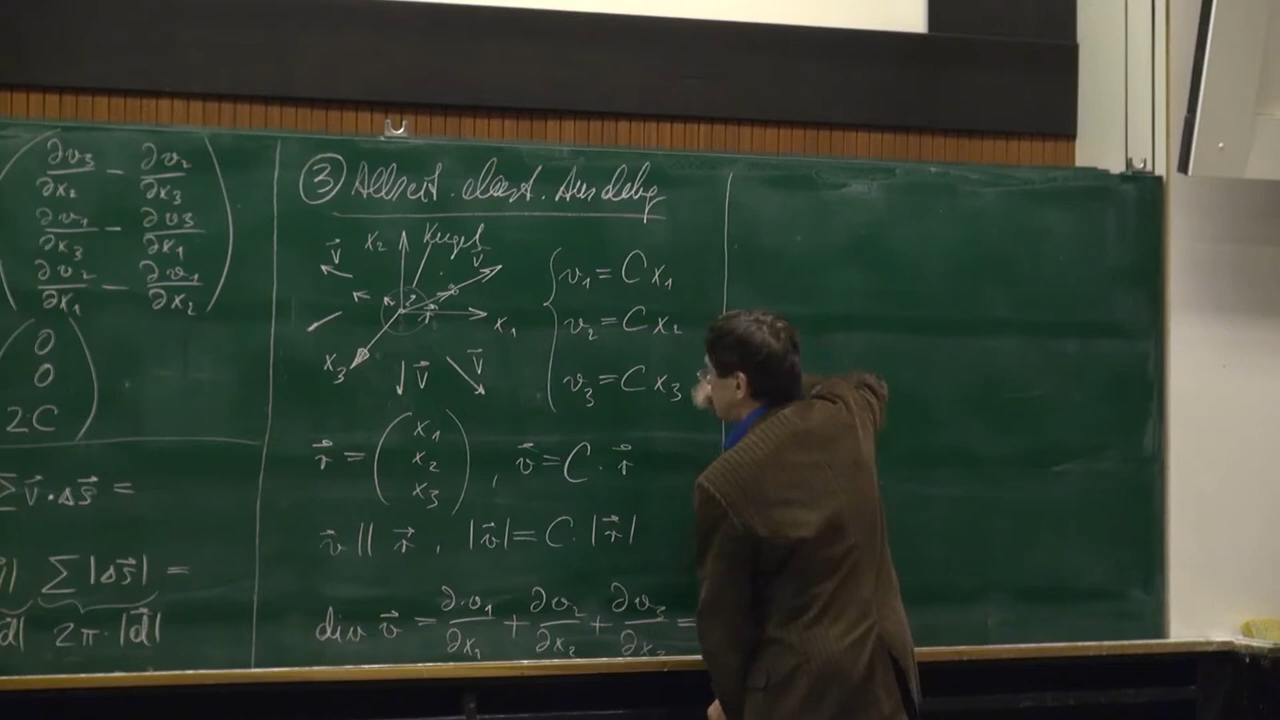 ∂v₃/∂x₂ − ∂v₂/∂x₃
∂v₁/∂x₃ − ∂v₃/∂x₁
∂v₂/∂x₁ − ∂v₁/∂x₂
0
0
2·C
∑ v⃗ · Δs⃗ =
∑ |Δs⃗| =
d⃗| 2π · |d⃗|
③ Allseit. elast. Ausdehg
x₂ Kugel
v⃗ v⃗
r⃗ x₁
x₃ v⃗ v⃗
v₁ = C x₁
v₂ = C x₂
v₃ = C x₃
r⃗ = ( x₁ x₂ x₃ ) , v⃗ = C · r⃗
v⃗ || r⃗ , |v⃗| = C · |r⃗|
div v⃗ = ∂v₁/∂x₁ + ∂v₂/∂x₂ + ∂v₃/∂x₃ =